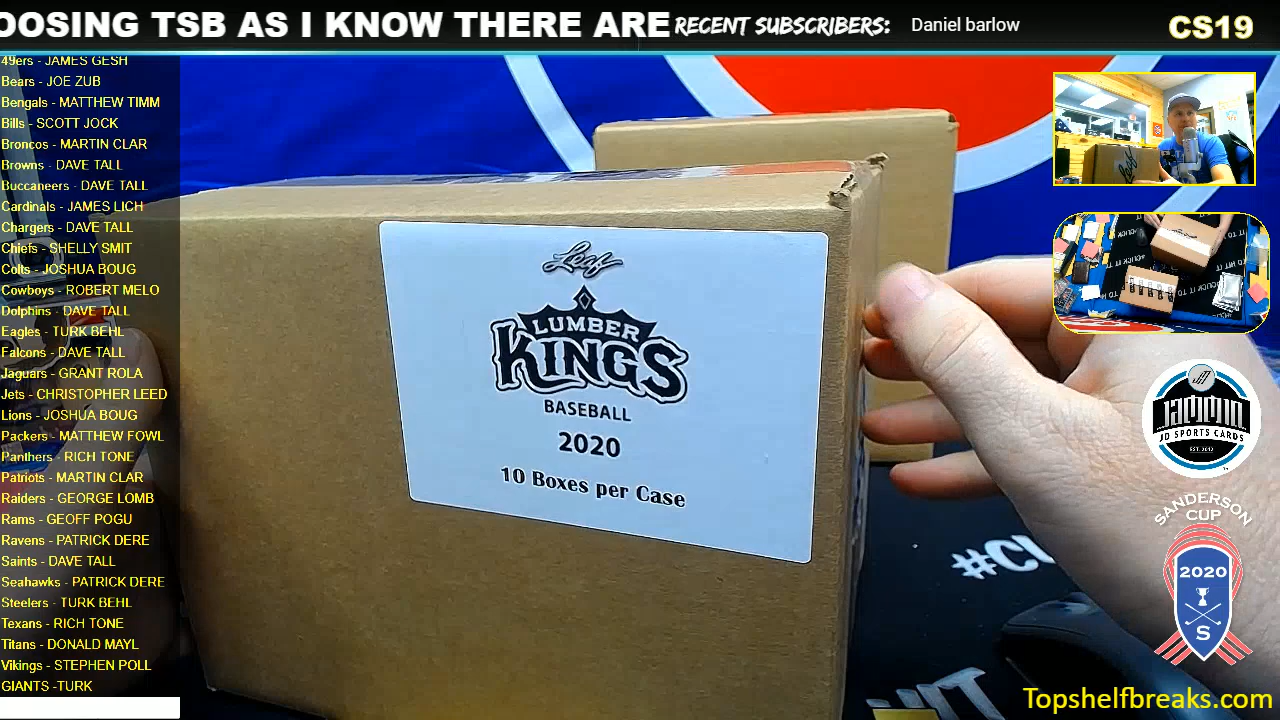 OOSING TSB AS I KNOW THERE ARE
RECENT SUBSCRIBERS: Daniel barlow
CS19
49ers - JAMES GESH
Bears - JOE ZUB
Bengals - MATTHEW TIMM
Bills - SCOTT JOCK
Broncos - MARTIN CLAR
Browns - DAVE TALL
Buccaneers - DAVE TALL
Cardinals - JAMES LICH
Chargers - DAVE TALL
Chiefs - SHELLY SMIT
Colts - JOSHUA BOUG
Cowboys - ROBERT MELO
Dolphins - DAVE TALL
Eagles - TURK BEHL
Falcons - DAVE TALL
Jaguars - GRANT ROLA
Jets - CHRISTOPHER LEED
Lions - JOSHUA BOUG
Packers - MATTHEW FOWL
Panthers - RICH TONE
Patriots - MARTIN CLAR
Raiders - GEORGE LOMB
Rams - GEOFF POGU
Ravens - PATRICK DERE
Saints - DAVE TALL
Seahawks - PATRICK DERE
Steelers - TURK BEHL
Texans - RICH TONE
Titans - DONALD MAYL
Vikings - STEPHEN POLL
GIANTS -TURK
Leaf
LUMBER
KINGS
BASEBALL
2020
10 Boxes per Case
Leaf
JAMMIN
JD SPORTS CARDS
EST. 2012
SANDERSON
CUP
2020
S
Topshelfbreaks.com